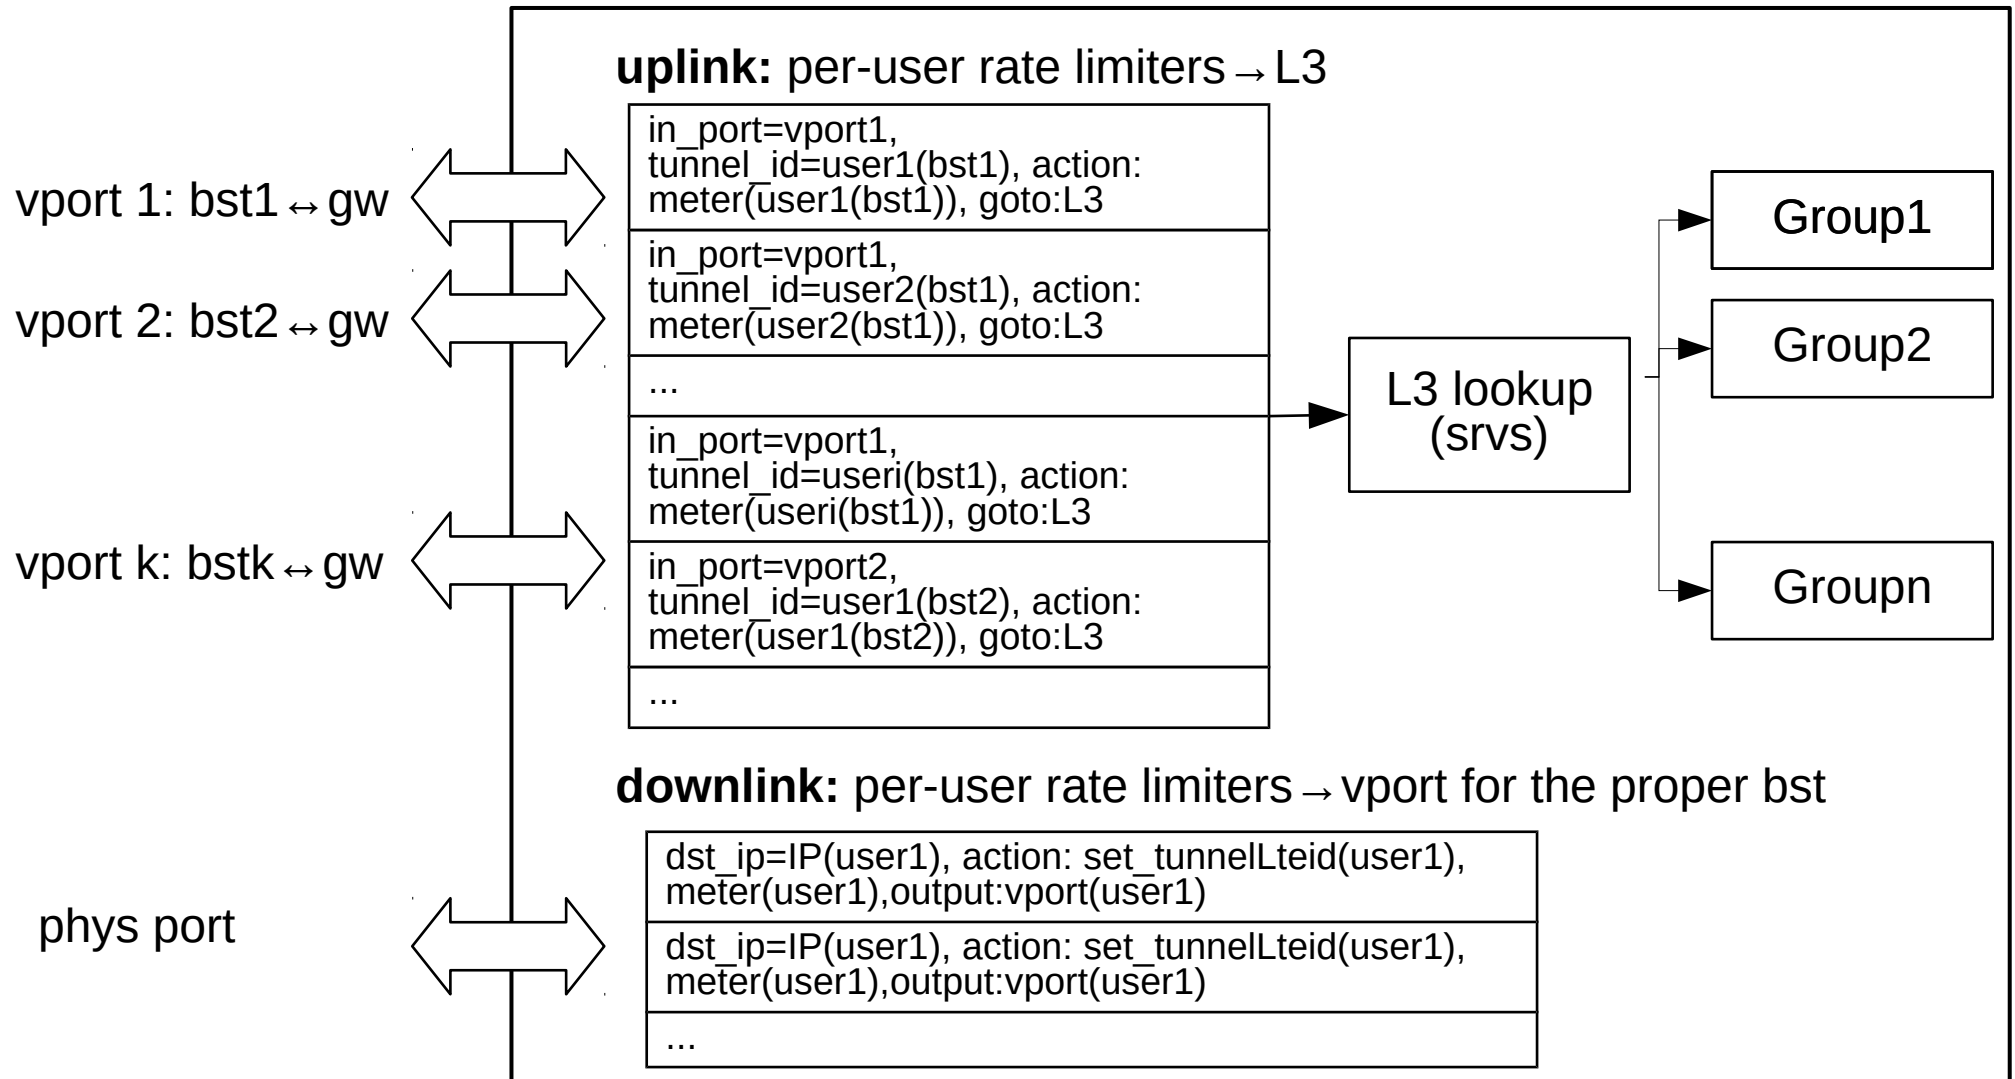 uplink: per-user rate limiters→L3
vport 1: bst1↔gw
vport 2: bst2↔gw
vport k: bstk↔gw
in_port=vport1,
tunnel_id=user1(bst1), action:
meter(user1(bst1)), goto:L3
in_port=vport1,
tunnel_id=user2(bst1), action:
meter(user2(bst1)), goto:L3
...
in_port=vport1,
tunnel_id=useri(bst1), action:
meter(useri(bst1)), goto:L3
in_port=vport2,
tunnel_id=user1(bst2), action:
meter(user1(bst2)), goto:L3
...
L3 lookup
(srvs)
Group1
Group2
Groupn
downlink: per-user rate limiters→vport for the proper bst
phys port
dst_ip=IP(user1), action: set_tunnelLteid(user1),
meter(user1),output:vport(user1)
dst_ip=IP(user1), action: set_tunnelLteid(user1),
meter(user1),output:vport(user1)
...